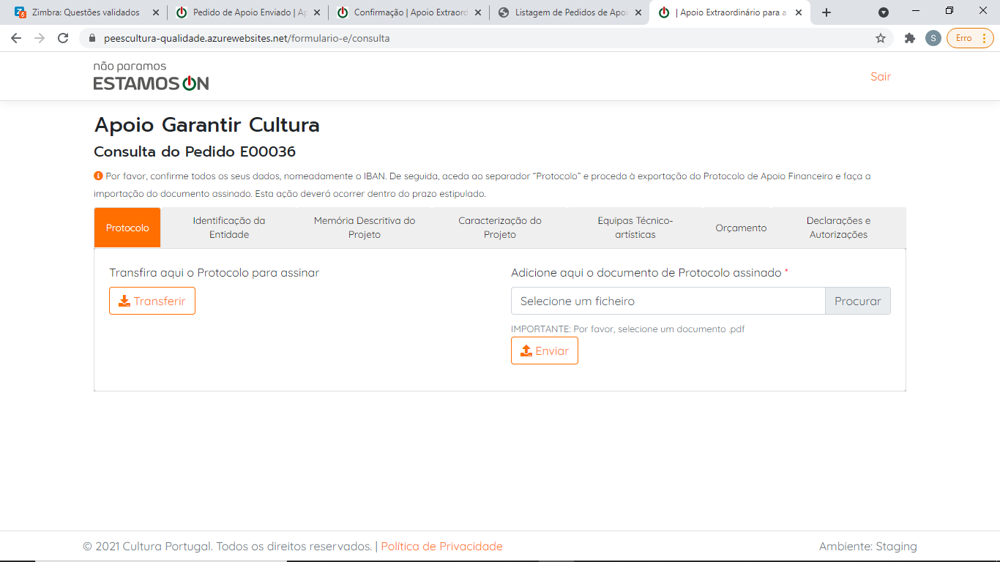 Zimbra: Questões validados
Pedido de Apoio Enviado | Ap
Confirmação | Apoio Extraord
Listagem de Pedidos de Apoi
| Apoio Extraordinário para a
peescultura-qualidade.azurewebsites.net/formulario-e/consulta
S
Erro
não paramos
ESTAMOS ON
Sair
Apoio Garantir Cultura
Consulta do Pedido E00036
Por favor, confirme todos os seus dados, nomeadamente o IBAN. De seguida, aceda ao separador “Protocolo” e proceda à exportação do Protocolo de Apoio Financeiro e faça a
importação do documento assinado. Esta ação deverá ocorrer dentro do prazo estipulado.
Protocolo
Identificação da
Entidade
Memória Descritiva do
Projeto
Caracterização do
Projeto
Equipas Técnico-
artísticas
Orçamento
Declarações e
Autorizações
Transfira aqui o Protocolo para assinar
Transferir
Adicione aqui o documento de Protocolo assinado *
Selecione um ficheiro
Procurar
IMPORTANTE: Por favor, selecione um documento .pdf
Enviar
© 2021 Cultura Portugal. Todos os direitos reservados. | Política de Privacidade
Ambiente: Staging